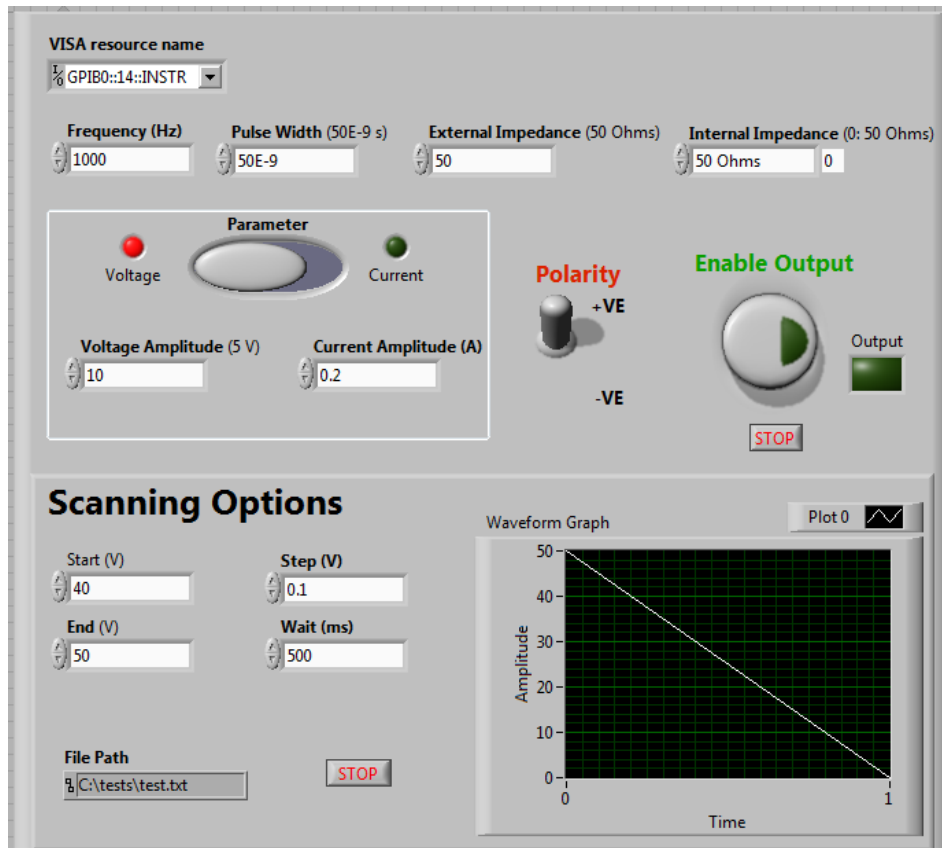 VISA resource name
I/O GPIB0::14::INSTR
Frequency (Hz) Pulse Width (50E-9 s) External Impedance (50 Ohms) Internal Impedance (0: 50 Ohms)
1000 50E-9 50 50 Ohms 0
Parameter
Voltage Current
Voltage Amplitude (5 V) Current Amplitude (A)
10 0.2
Polarity
+VE
-VE
Enable Output
Output
STOP
Scanning Options
Start (V) Step (V)
40 0.1
End (V) Wait (ms)
50 500
File Path
C:\tests\test.txt
STOP
Waveform Graph
Plot 0
Amplitude
50
40
30
20
10
0
0 1
Time